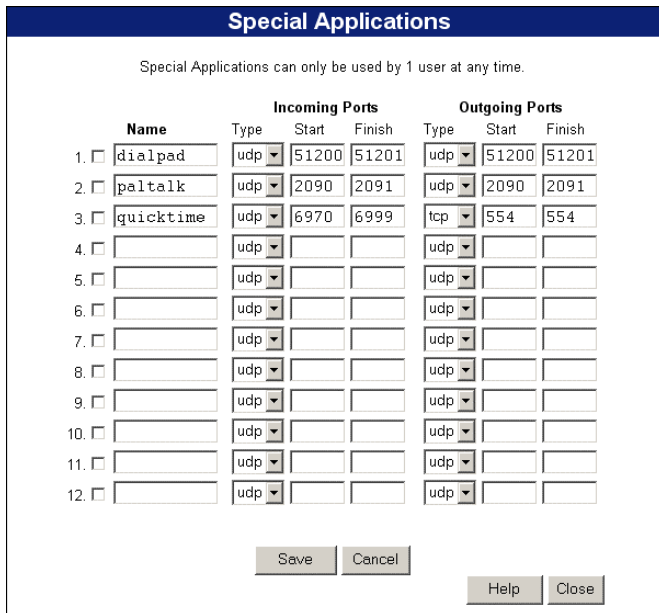 Special Applications
Special Applications can only be used by 1 user at any time.
Incoming Ports Outgoing Ports
Name Type Start Finish Type Start Finish
1. dialpad udp 51200 51201 udp 51200 51201
2. paltalk udp 2090 2091 udp 2090 2091
3. quicktime udp 6970 6999 tcp 554 554
4. udp udp
5. udp udp
6. udp udp
7. udp udp
8. udp udp
9. udp udp
10. udp udp
11. udp udp
12. udp udp
Save Cancel
Help Close